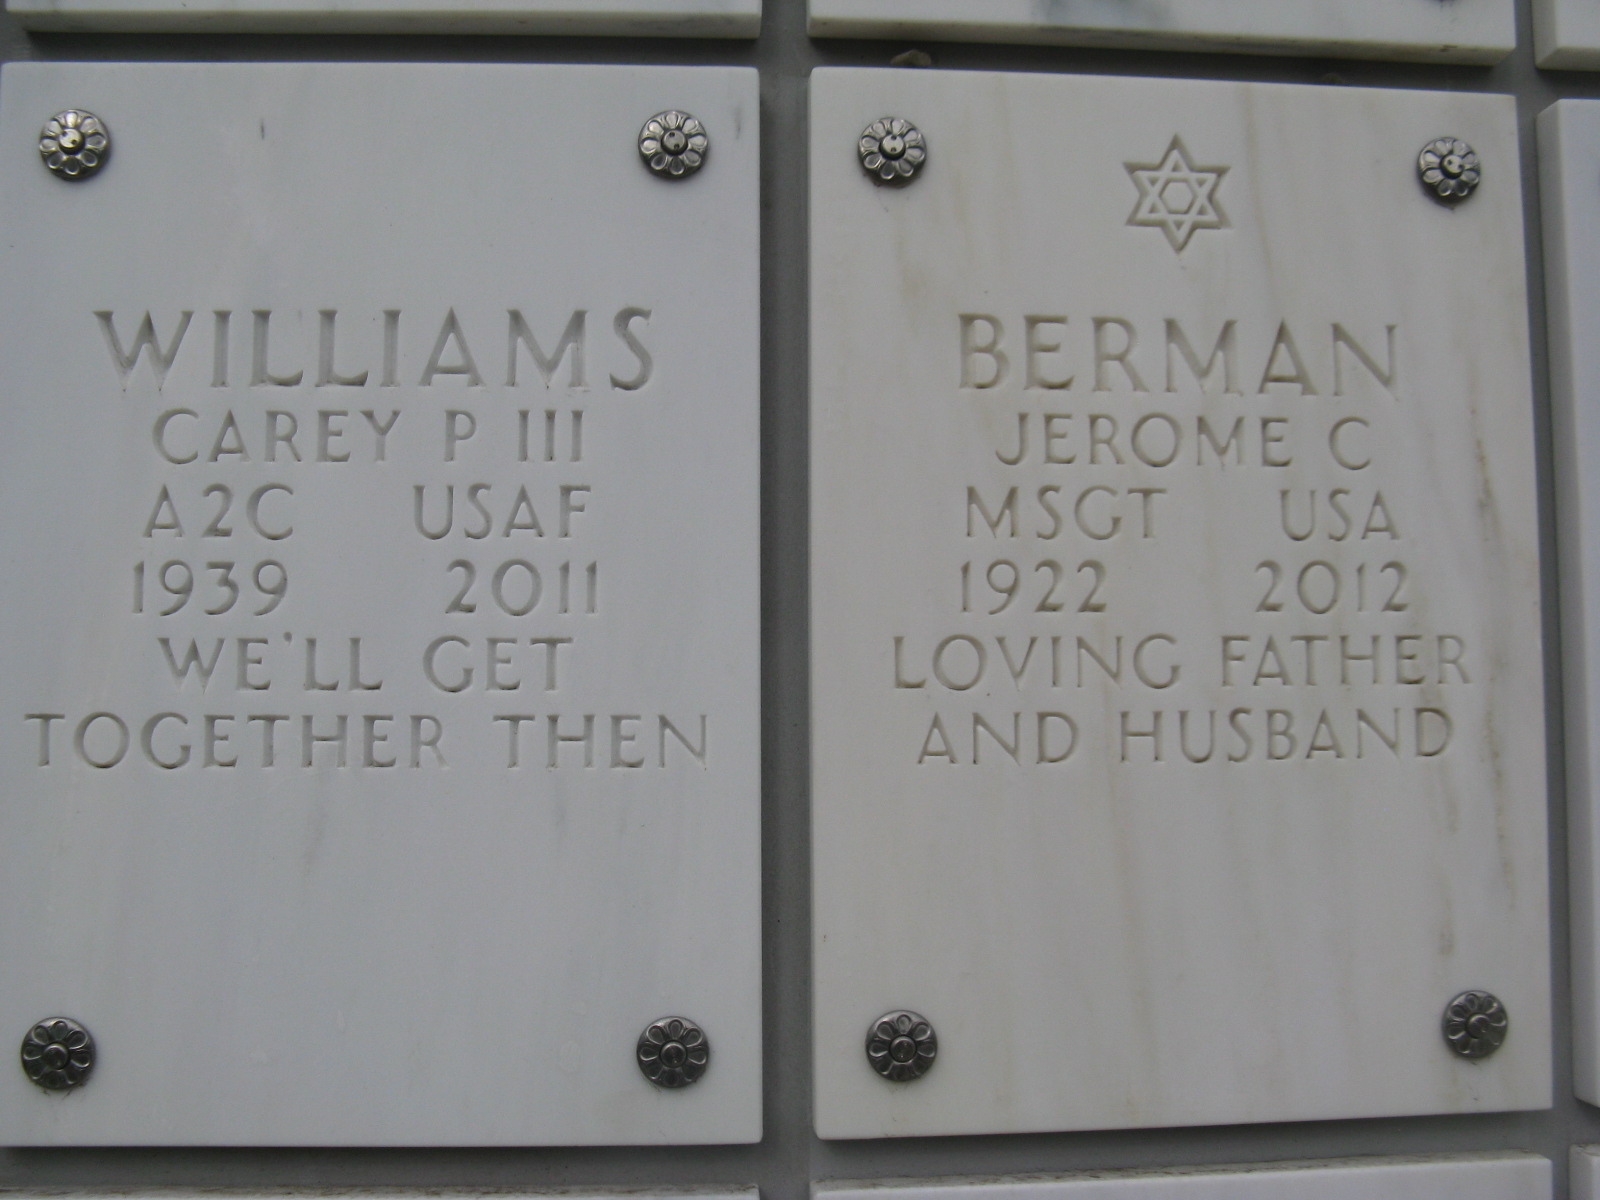 WILLIAMS
CAREY P III
A2C USAF
1939 2011
WE'LL GET
TOGETHER THEN
BERMAN
JEROME C
MSGT USA
1922 2012
LOVING FATHER
AND HUSBAND